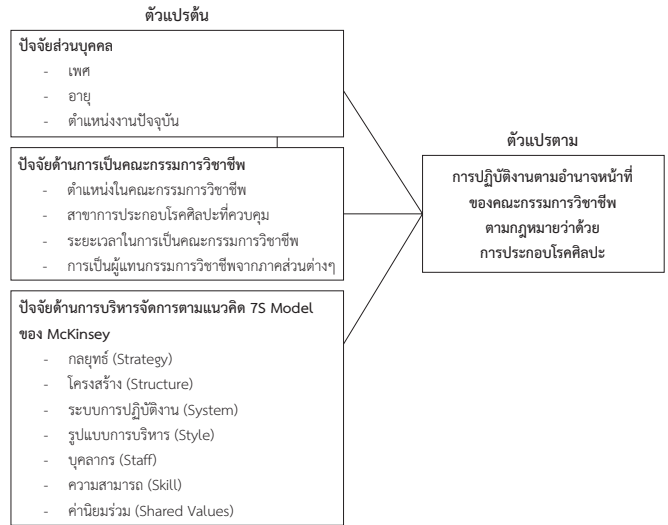 ตัวแปรต้น
ปัจจัยส่วนบุคคล
- เพศ
- อายุ
- ตำแหน่งงานปัจจุบัน
ปัจจัยด้านการเป็นคณะกรรมการวิชาชีพ
- ตำแหน่งในคณะกรรมการวิชาชีพ
- สาขาการประกอบโรคศิลปะที่ควบคุม
- ระยะเวลาในการเป็นคณะกรรมการวิชาชีพ
- การเป็นผู้แทนกรรมการวิชาชีพจากภาคส่วนต่างๆ
ปัจจัยด้านการบริหารจัดการตามแนวคิด 7S Model
ของ McKinsey
- กลยุทธ์ (Strategy)
- โครงสร้าง (Structure)
- ระบบการปฏิบัติงาน (System)
- รูปแบบการบริหาร (Style)
- บุคลากร (Staff)
- ความสามารถ (Skill)
- ค่านิยมร่วม (Shared Values)
ตัวแปรตาม
การปฏิบัติงานตามอำนาจหน้าที่
ของคณะกรรมการวิชาชีพ
ตามกฎหมายว่าด้วย
การประกอบโรคศิลปะ